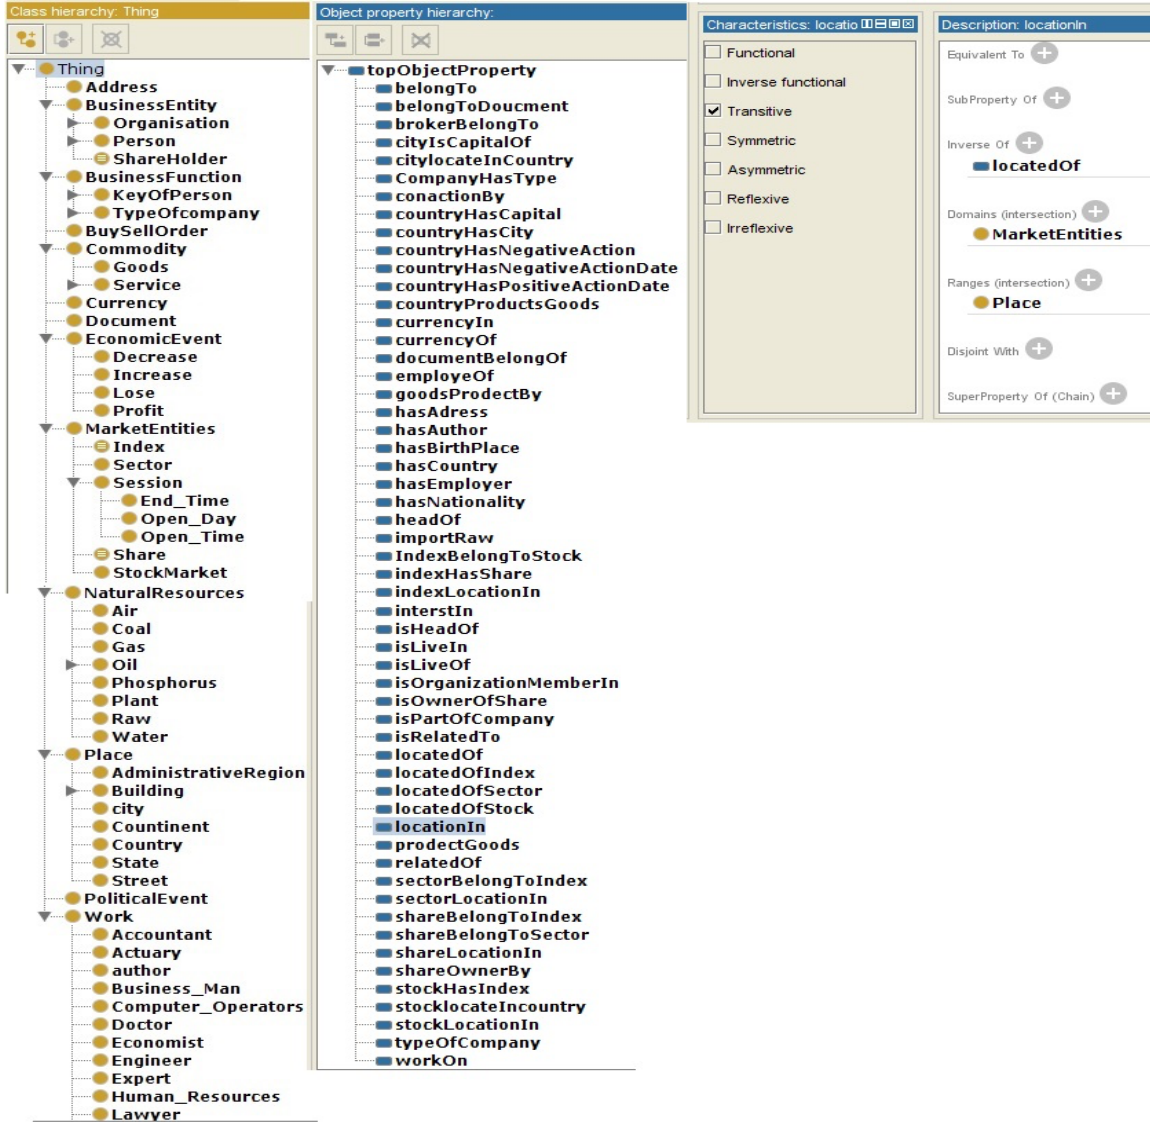 Class hierarchy: Thing
Thing
Address
BusinessEntity
Organisation
Person
ShareHolder
BusinessFunction
KeyOfPerson
TypeOfcompany
BuySellOrder
Commodity
Goods
Service
Currency
Document
EconomicEvent
Decrease
Increase
Lose
Profit
MarketEntities
Index
Sector
Session
End_Time
Open_Day
Open_Time
Share
StockMarket
NaturalResources
Air
Coal
Gas
Oil
Phosphorus
Plant
Raw
Water
Place
AdministrativeRegion
Building
city
Countinent
Country
State
Street
PoliticalEvent
Work
Accountant
Actuary
author
Business_Man
Computer_Operators
Doctor
Economist
Engineer
Expert
Human_Resources
Lawyer
Object property hierarchy:
topObjectProperty
belongTo
belongToDoucment
brokerBelongTo
cityIsCapitalOf
citylocateInCountry
CompanyHasType
conactionBy
countryHasCapital
countryHasCity
countryHasNegativeAction
countryHasNegativeActionDate
countryHasPositiveActionDate
countryProductsGoods
currencyIn
currencyOf
documentBelongOf
employeOf
goodsProdectBy
hasAdress
hasAuthor
hasBirthPlace
hasCountry
hasEmployer
hasNationality
headOf
importRaw
IndexBelongToStock
indexHasShare
indexLocationIn
interstIn
isHeadOf
isLiveIn
isLiveOf
isOrganizationMemberIn
isOwnerOfShare
isPartOfCompany
isRelatedTo
locatedOf
locatedOfIndex
locatedOfSector
locatedOfStock
locationIn
prodectGoods
relatedOf
sectorBelongToIndex
sectorLocationIn
shareBelongToIndex
shareBelongToSector
shareLocationIn
shareOwnerBy
stockHasIndex
stocklocateIncountry
stockLocationIn
typeOfCompany
workOn
Characteristics: locatio
Functional
Inverse functional
Transitive
Symmetric
Asymmetric
Reflexive
Irreflexive
Description: locationIn
Equivalent To
SubProperty Of
Inverse Of
locatedOf
Domains (intersection)
MarketEntities
Ranges (intersection)
Place
Disjoint With
SuperProperty Of (Chain)